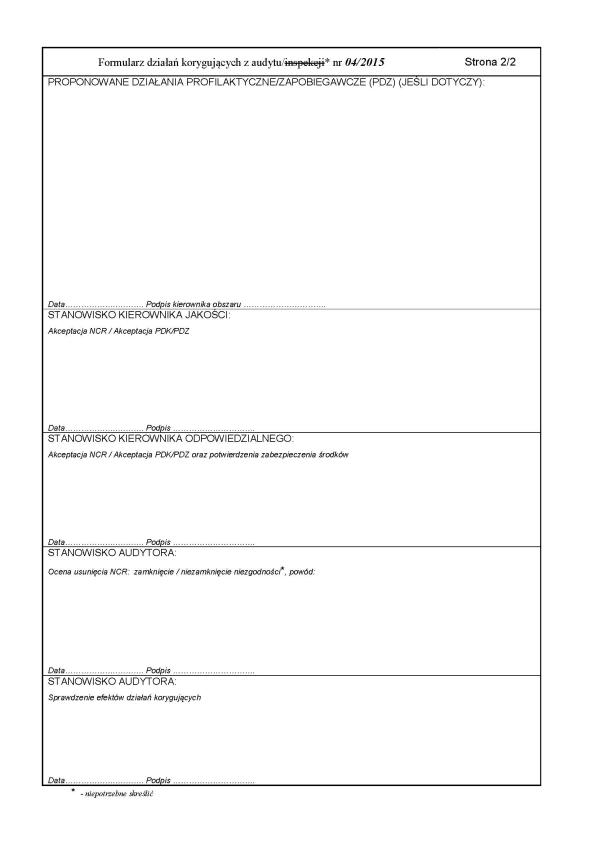 Formularz działań korygujących z audytu/inspekcji* nr 04/2015 Strona 2/2
PROPONOWANE DZIAŁANIA PROFILAKTYCZNE/ZAPOBIEGAWCZE (PDZ) (JEŚLI DOTYCZY):
Data………………………… Podpis kierownika obszaru ………………………….
STANOWISKO KIEROWNIKA JAKOŚCI:
Akceptacja NCR / Akceptacja PDK/PDZ
Data………………………… Podpis ………………………….
STANOWISKO KIEROWNIKA ODPOWIEDZIALNEGO:
Akceptacja NCR / Akceptacja PDK/PDZ oraz potwierdzenia zabezpieczenia środków
Data………………………… Podpis ………………………….
STANOWISKO AUDYTORA:
Ocena usunięcia NCR: zamknięcie / niezamknięcie niezgodności*, powód:
Data………………………… Podpis ………………………….
STANOWISKO AUDYTORA:
Sprawdzenie efektów działań korygujących
Data………………………… Podpis ………………………….
* - niepotrzebne skreślić